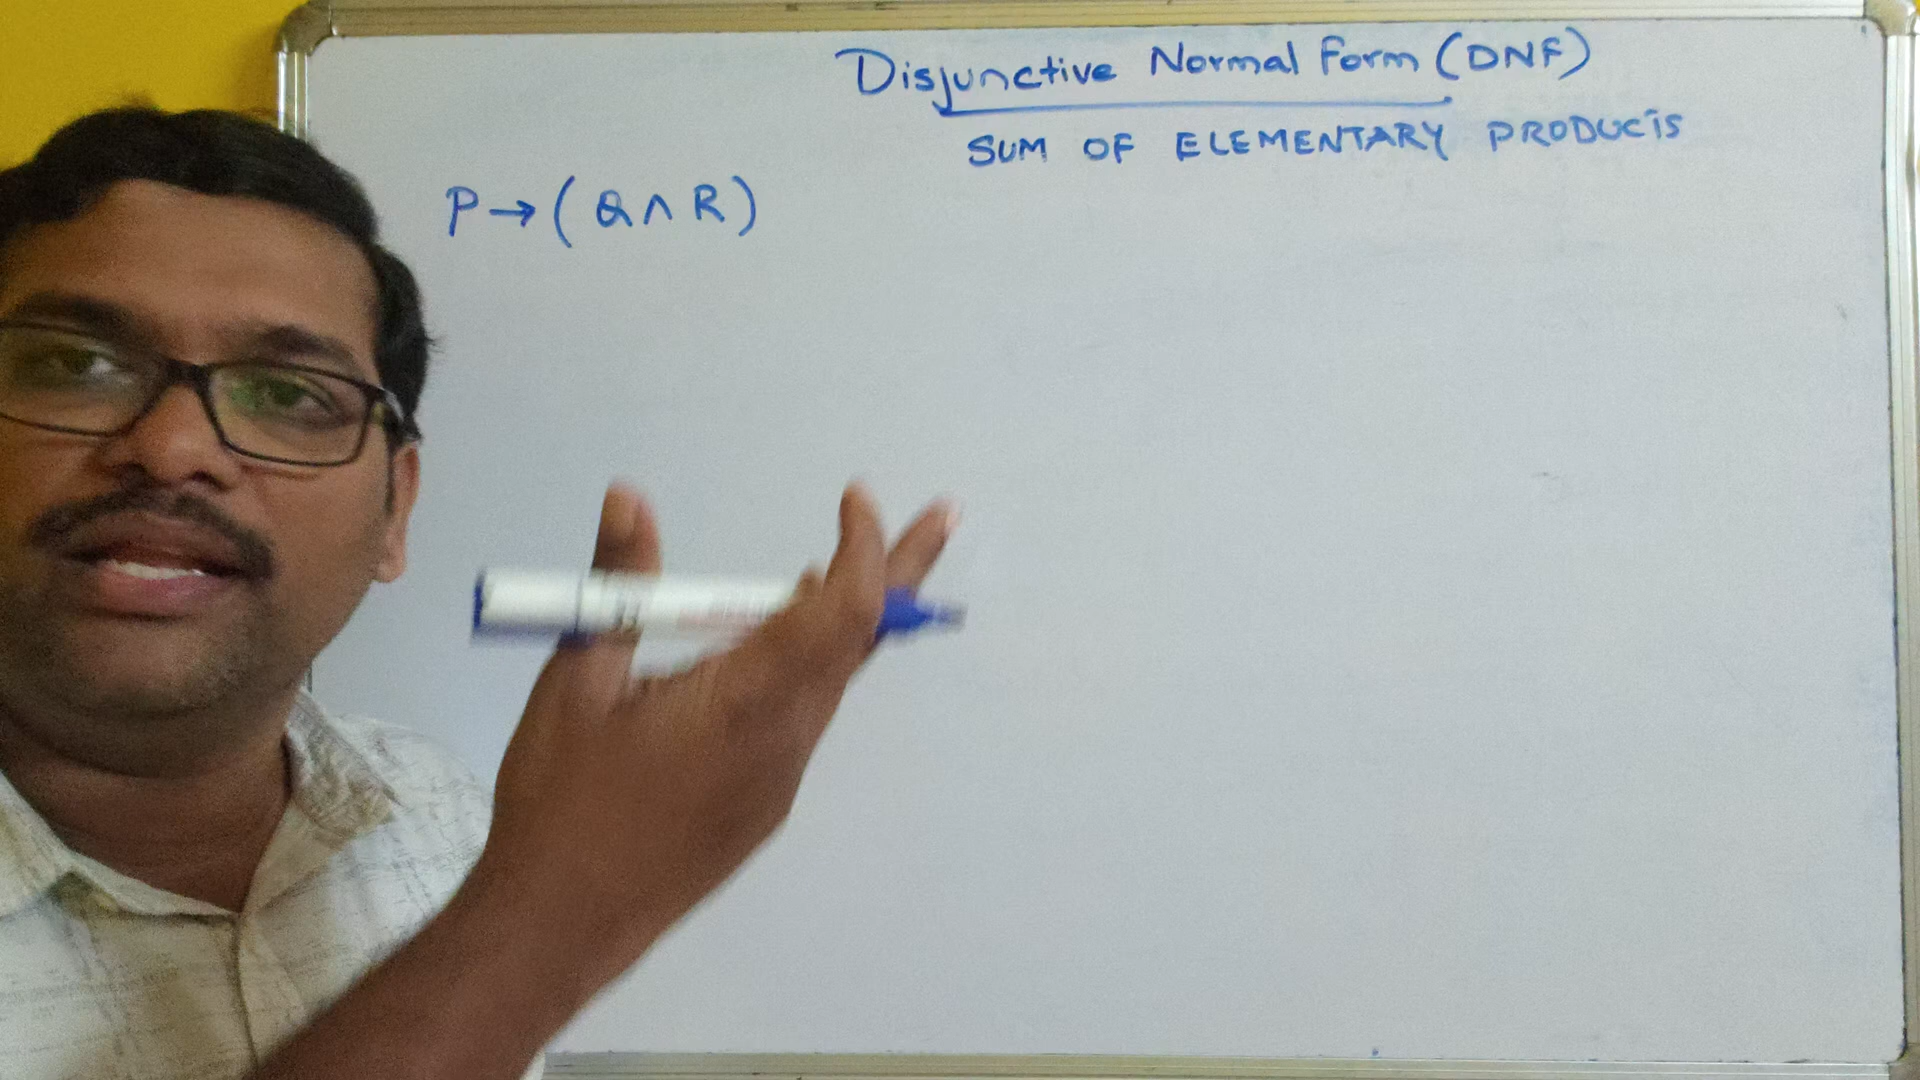 Disjunctive Normal Form (DNF)
SUM OF ELEMENTARY PRODUCTS
P → ( Q ∧ R )